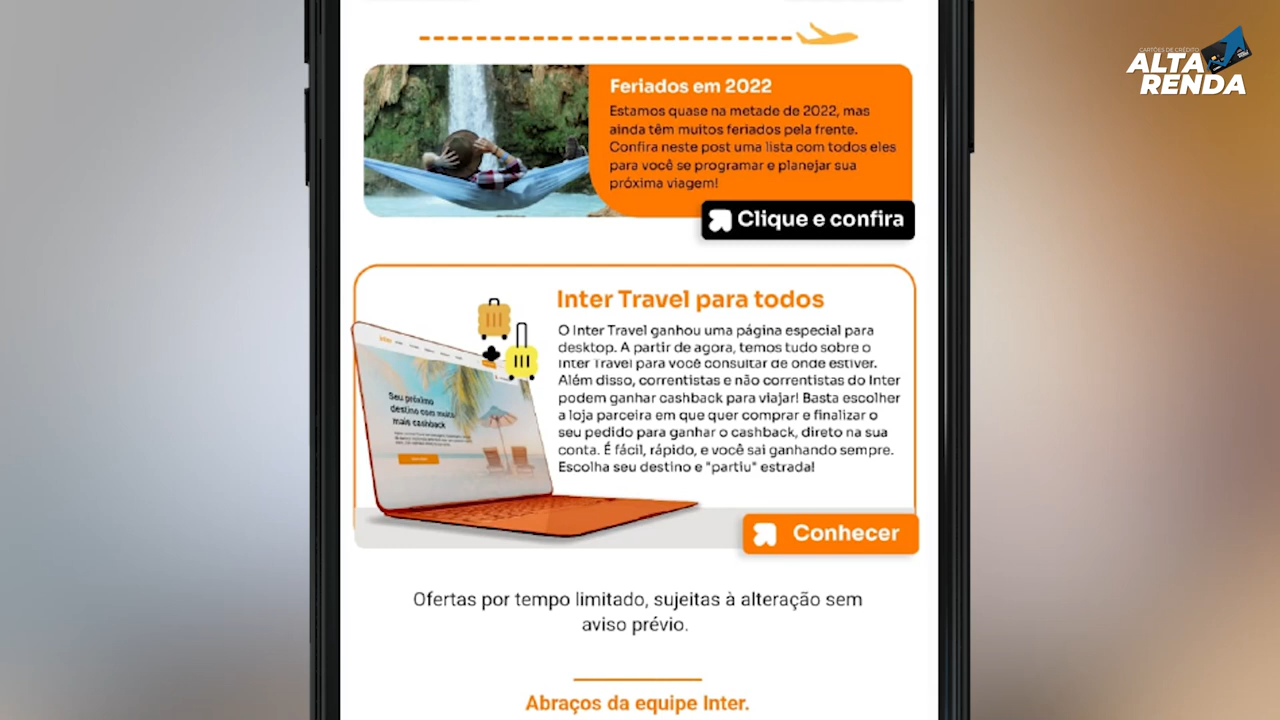 CARTÕES DE CRÉDITO
ALTA
RENDA
Feriados em 2022
Estamos quase na metade de 2022, mas
ainda têm muitos feriados pela frente.
Confira neste post uma lista com todos eles
para você se programar e planejar sua
próxima viagem!
Clique e confira
Inter Travel para todos
O Inter Travel ganhou uma página especial para
desktop. A partir de agora, temos tudo sobre o
Inter Travel para você consultar de onde estiver.
Além disso, correntistas e não correntistas do Inter
podem ganhar cashback para viajar! Basta escolher
a loja parceira em que quer comprar e finalizar o
seu pedido para ganhar o cashback, direto na sua
conta. É fácil, rápido, e você sai ganhando sempre.
Escolha seu destino e "partiu" estrada!
Seu próximo
destino com muito
mais cashback
Conhecer
Ofertas por tempo limitado, sujeitas à alteração sem
aviso prévio.
Abraços da equipe Inter.